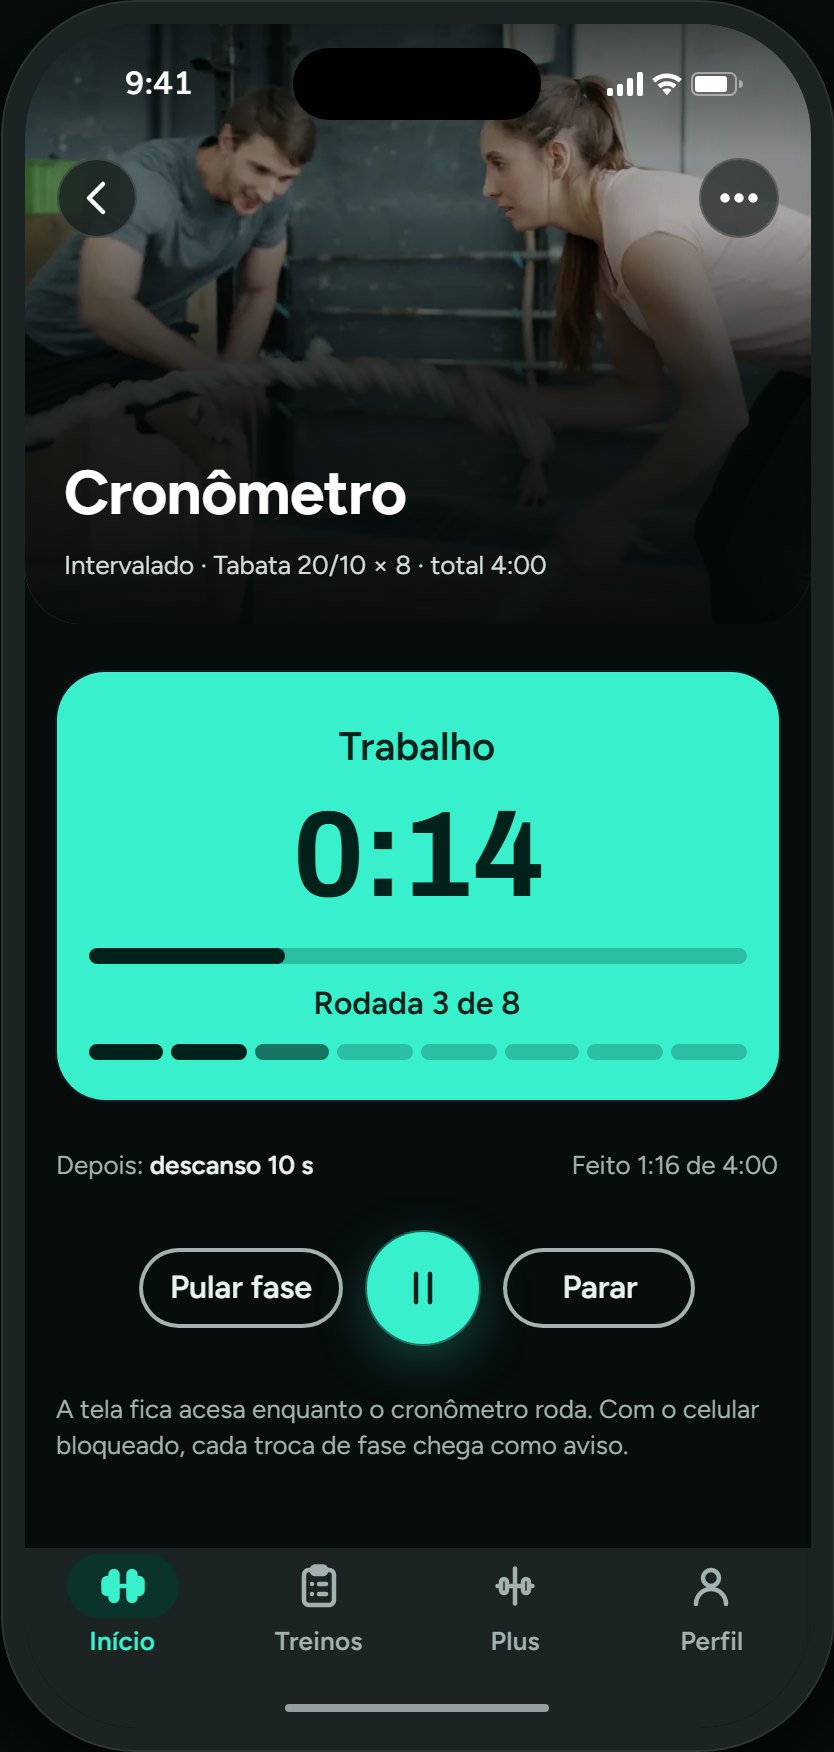 9:41
Cronômetro
Intervalado · Tabata 20/10 × 8 · total 4:00
Trabalho
0:14
Rodada 3 de 8
Depois: descanso 10 s
Feito 1:16 de 4:00
Pular fase
Parar
A tela fica acesa enquanto o cronômetro roda. Com o celular
bloqueado, cada troca de fase chega como aviso.
Início
Treinos
Plus
Perfil